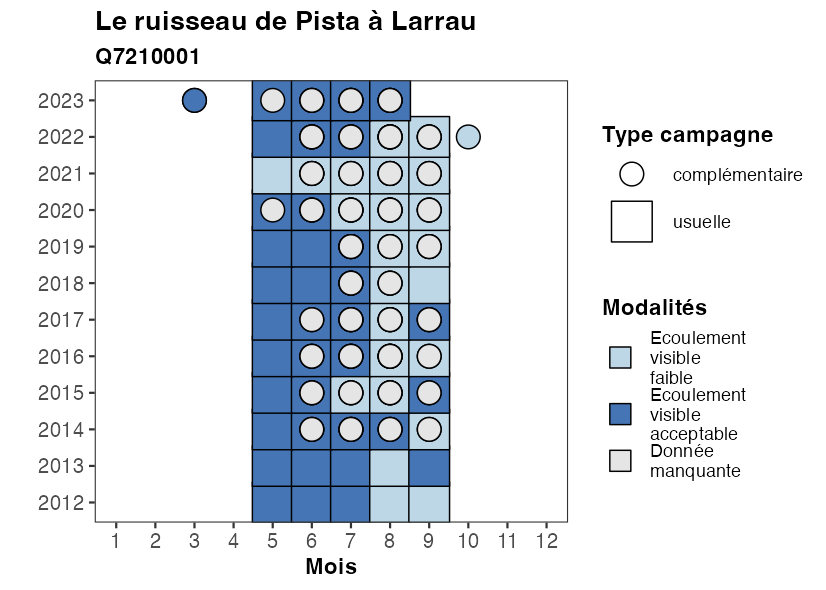 Le ruisseau de Pista à Larrau
Q7210001
2023
2022
2021
2020
2019
2018
2017
2016
2015
2014
2013
2012
1 2 3 4 5 6 7 8 9 10 11 12
Mois
Type campagne
complémentaire
usuelle
Modalités
Ecoulement
visible
faible
Ecoulement
visible
acceptable
Donnée
manquante